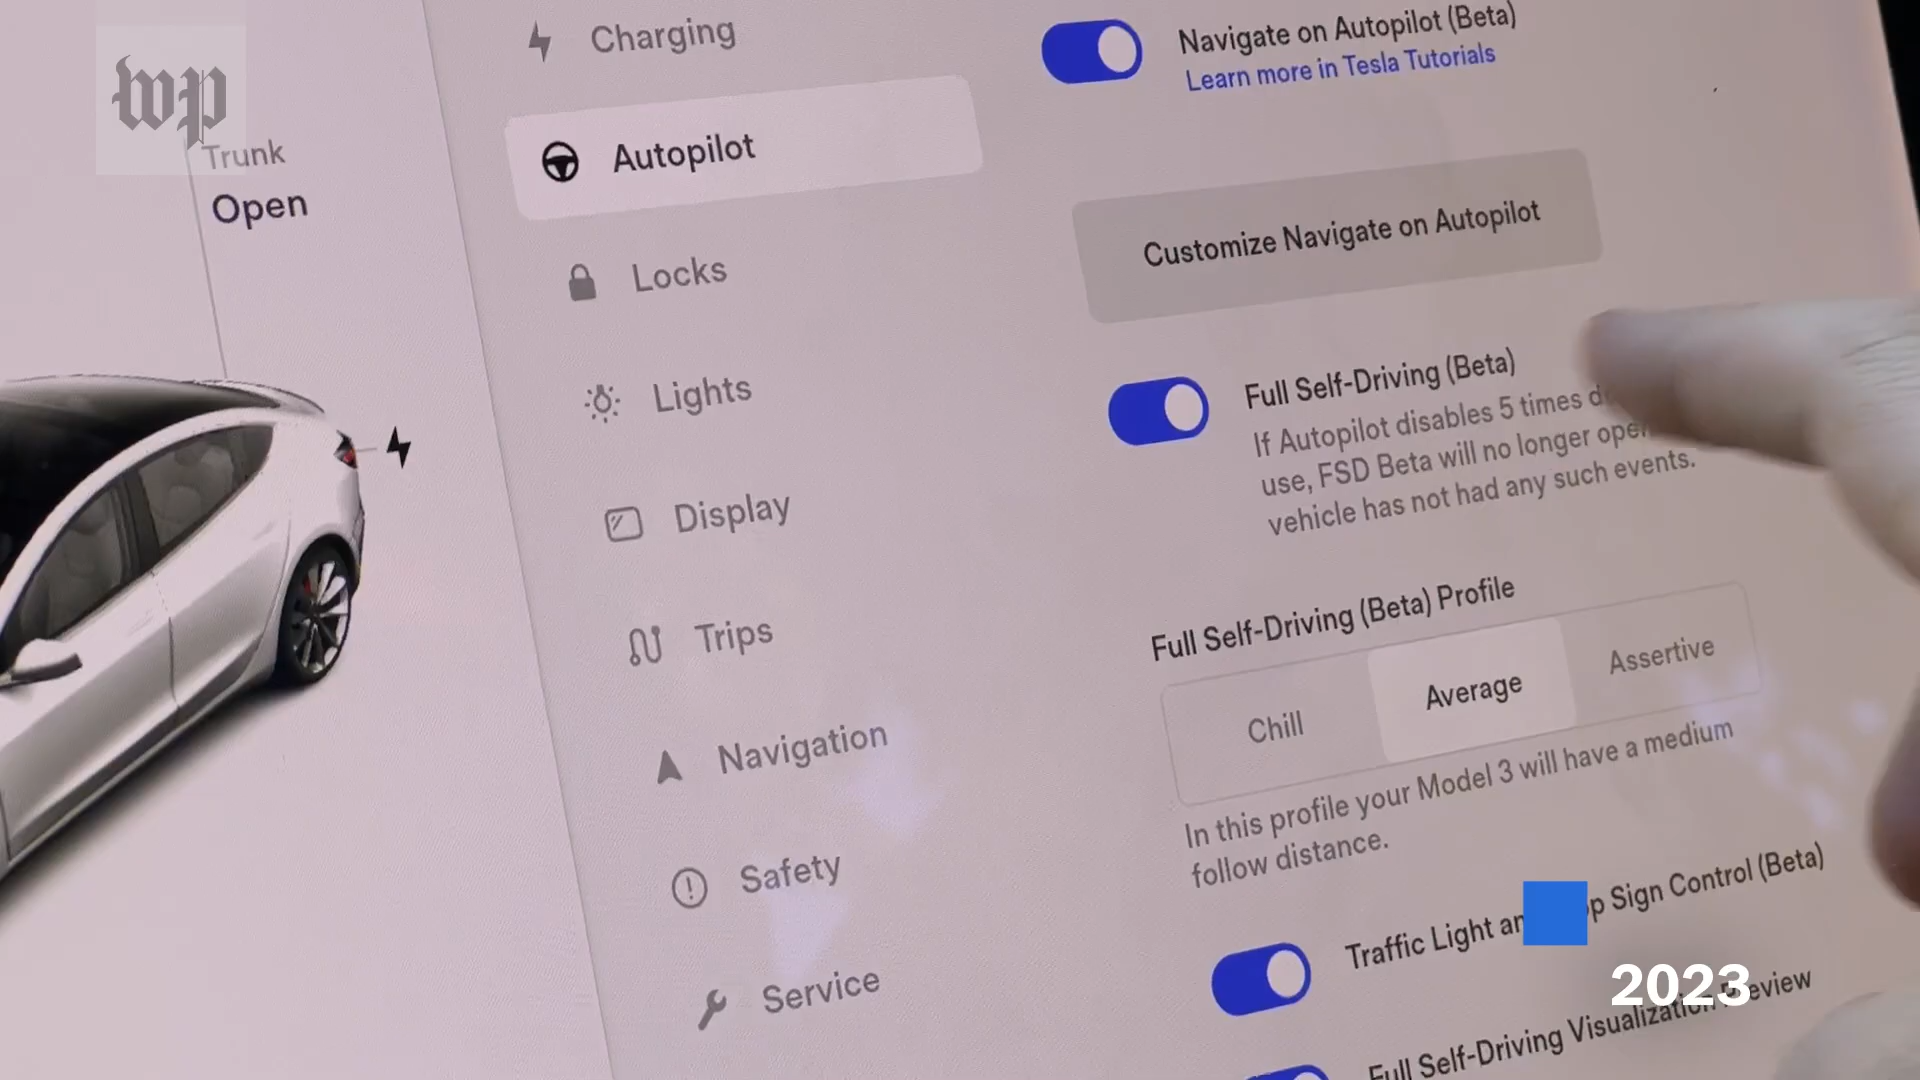 wp
Trunk
Open
Charging
Autopilot
Locks
Lights
Display
Trips
Navigation
Safety
Service
Navigate on Autopilot (Beta)
Learn more in Tesla Tutorials
Customize Navigate on Autopilot
Full Self-Driving (Beta)
If Autopilot disables 5 times
use, FSD Beta will no longer
vehicle has not had any such events.
Full Self-Driving (Beta) Profile
Chill
Average
Assertive
In this profile your Model 3 will have a medium
follow distance.
Traffic Light Sign Control (Beta)
Full Self-Driving Visualization Preview
2023